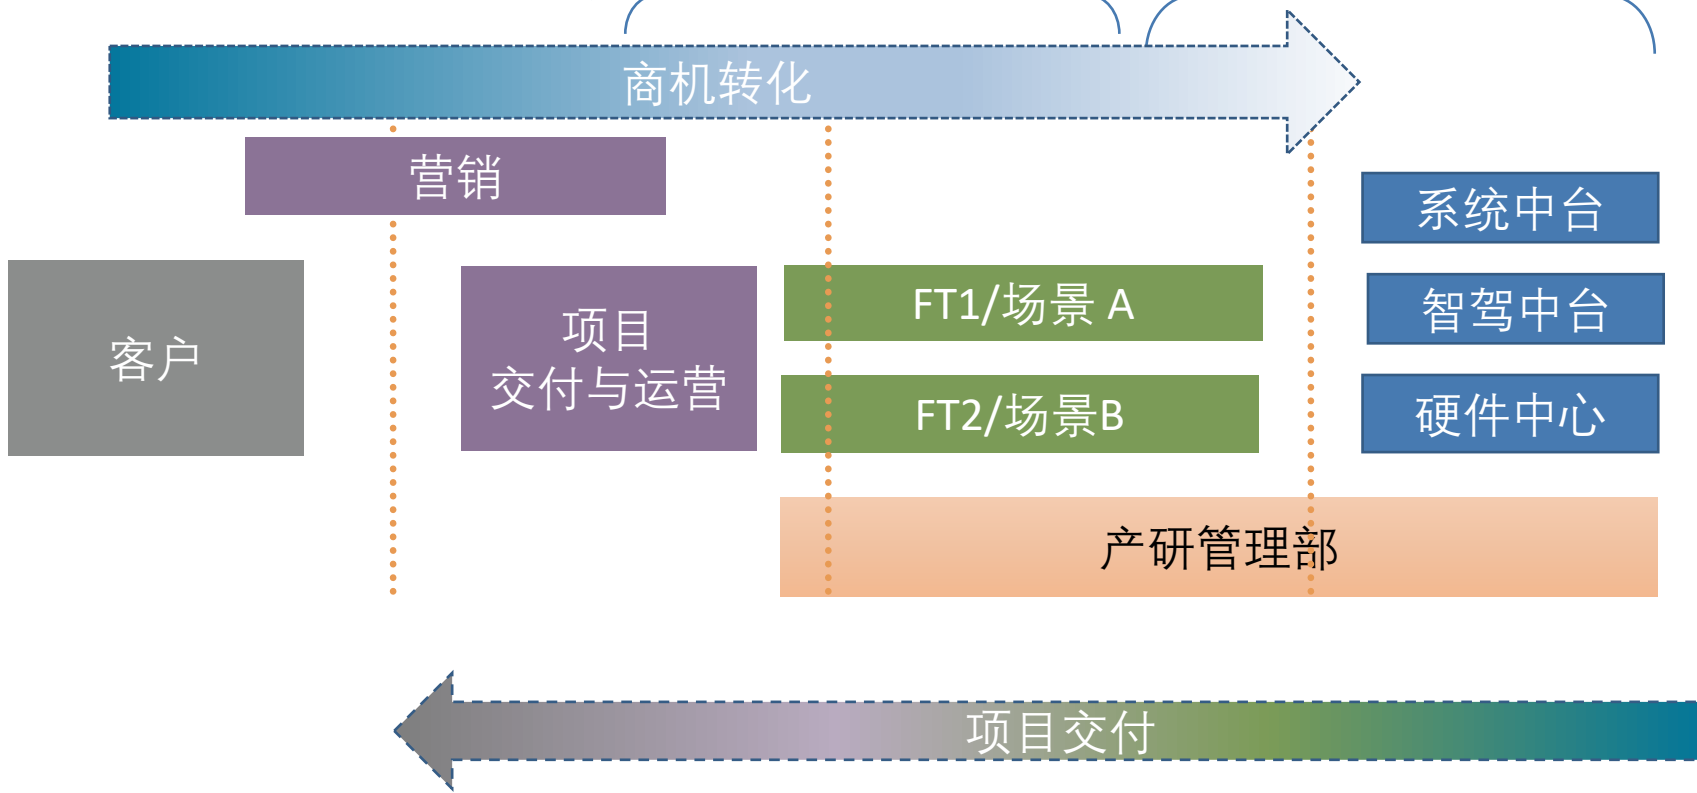 商机转化
营销
系统中台
客户
项目
交付与运营
FT1/场景 A
智驾中台
FT2/场景B
硬件中心
产研管理部
项目交付